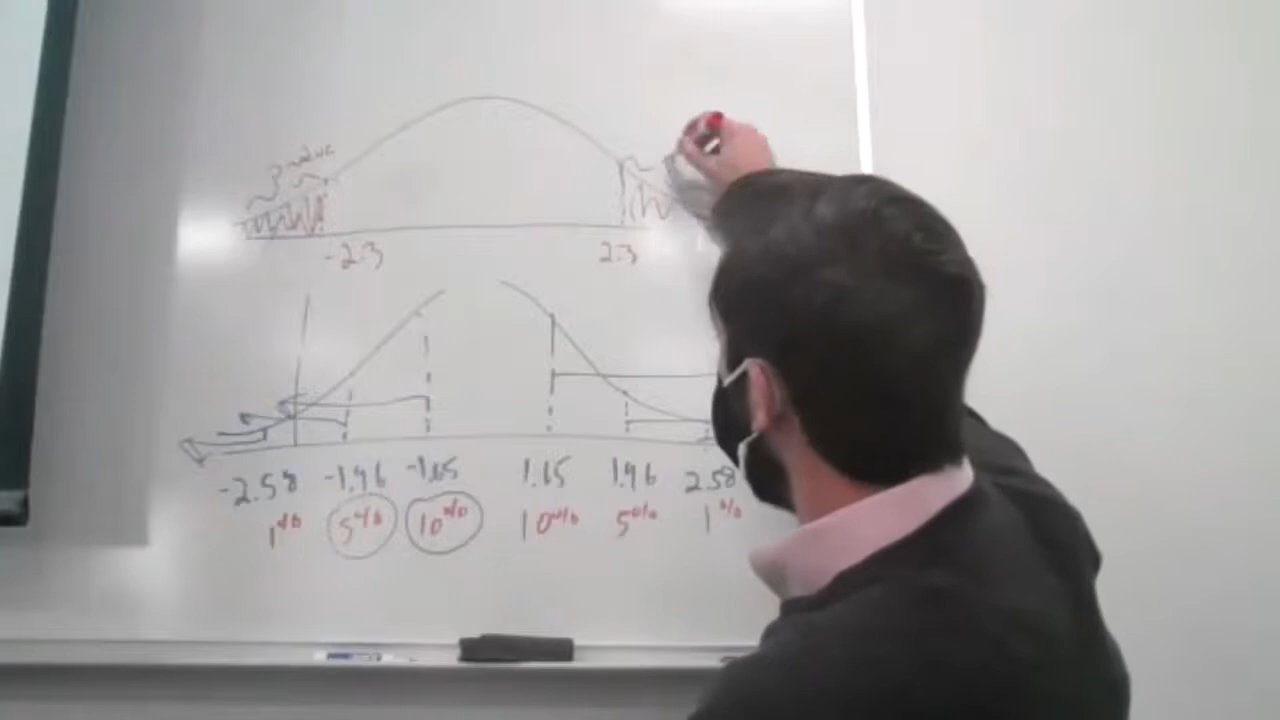 p-value
-2.3 2.3
-2.58 -1.96 -1.65 1.65 1.96 2.58
1% 5% 10% 10% 5% 1%